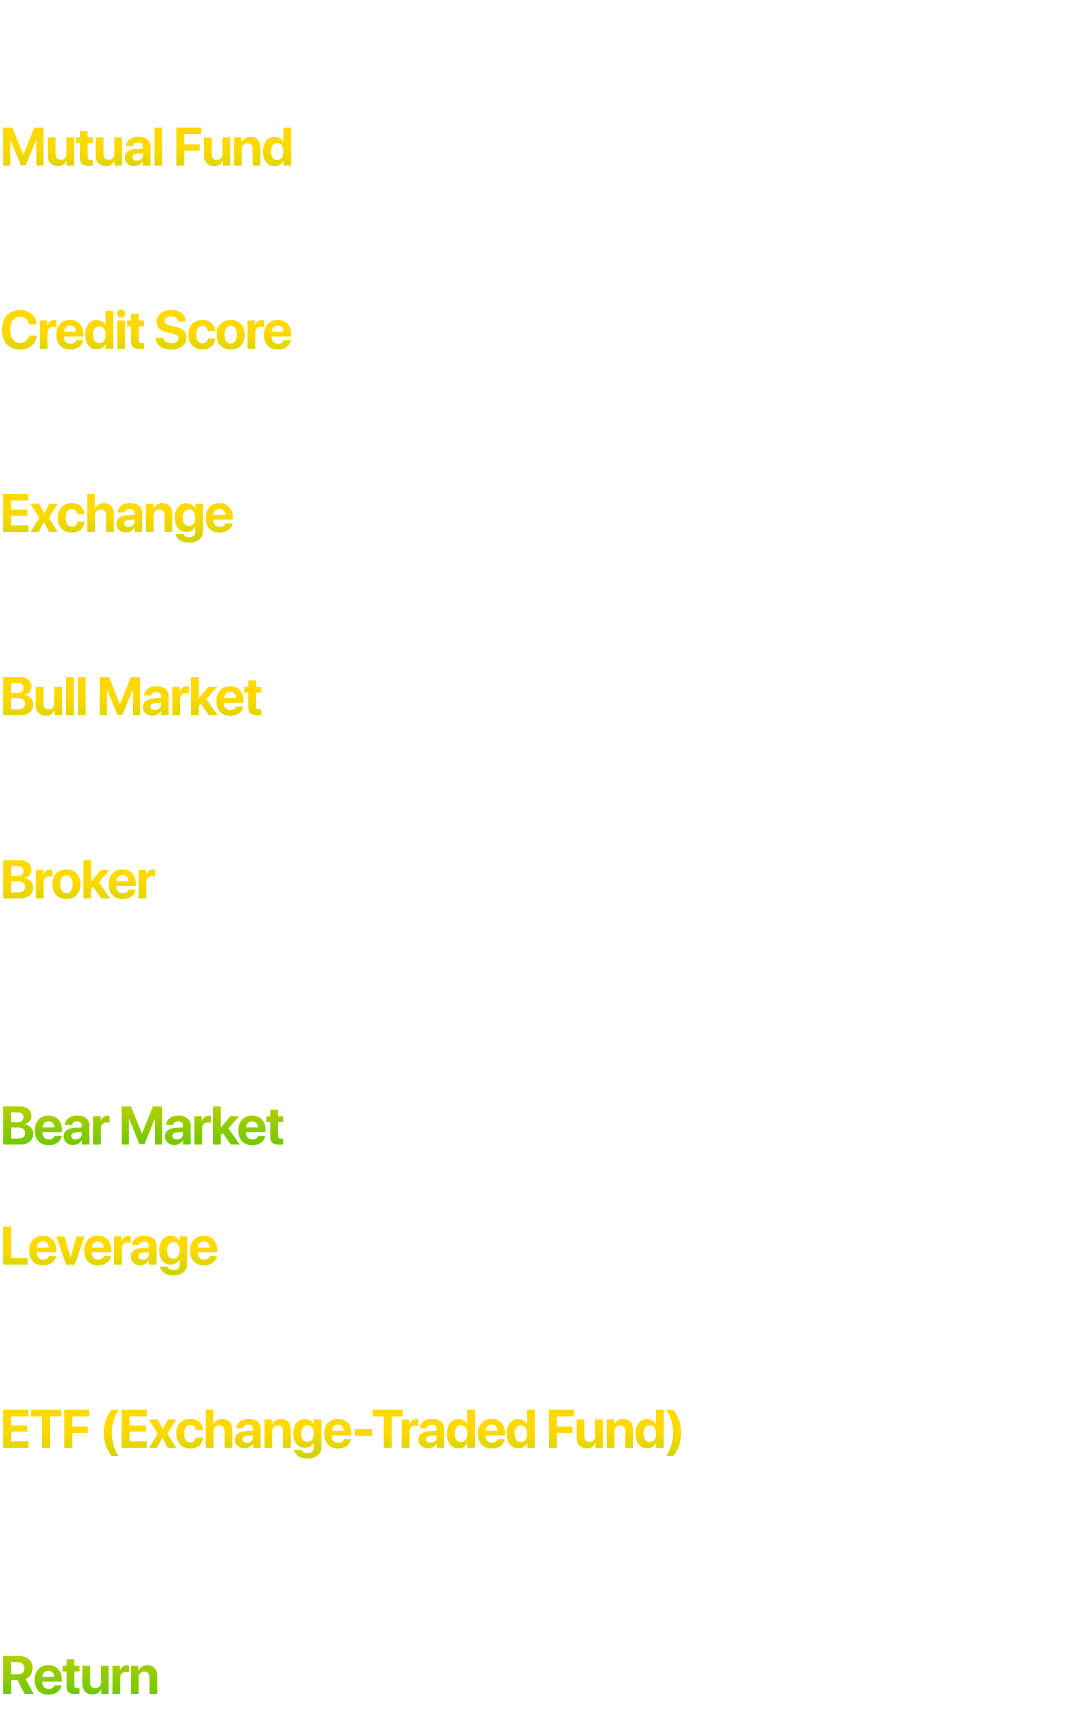 Mutual Fund
Credit Score
Exchange
Bull Market
Broker
Bear Market
Leverage
ETF (Exchange-Traded Fund)
Return